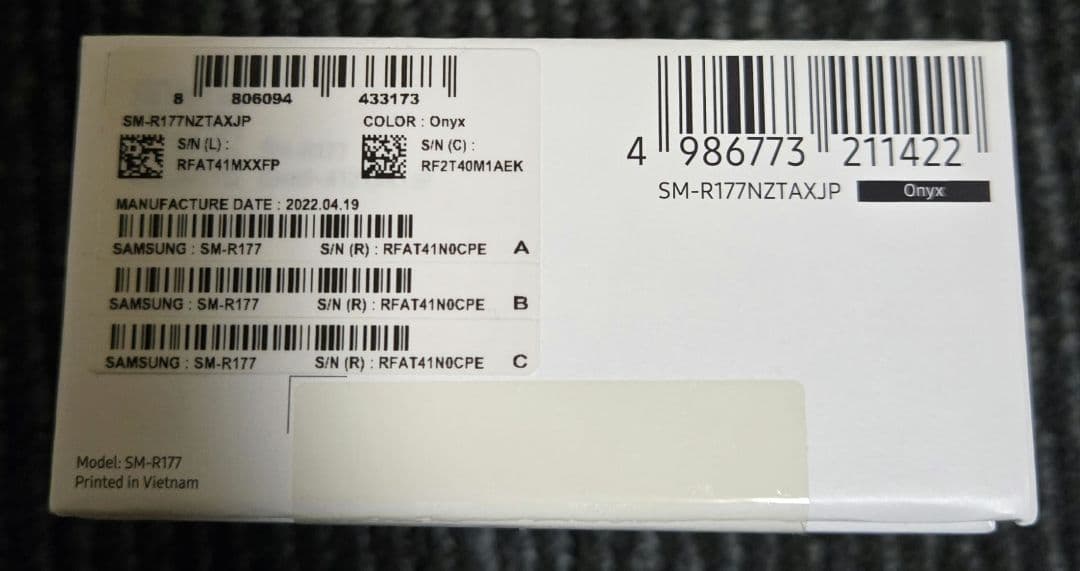 8 806094 433173
SM-R177NZTAXJP COLOR : Onyx
S/N (L) : S/N (C) :
RFAT41MXXFP RF2T40M1AEK
MANUFACTURE DATE : 2022.04.19
SAMSUNG : SM-R177 S/N (R) : RFAT41N0CPE A
SAMSUNG : SM-R177 S/N (R) : RFAT41N0CPE B
SAMSUNG : SM-R177 S/N (R) : RFAT41N0CPE C
4 986773 211422
SM-R177NZTAXJP Onyx
Model: SM-R177
Printed in Vietnam